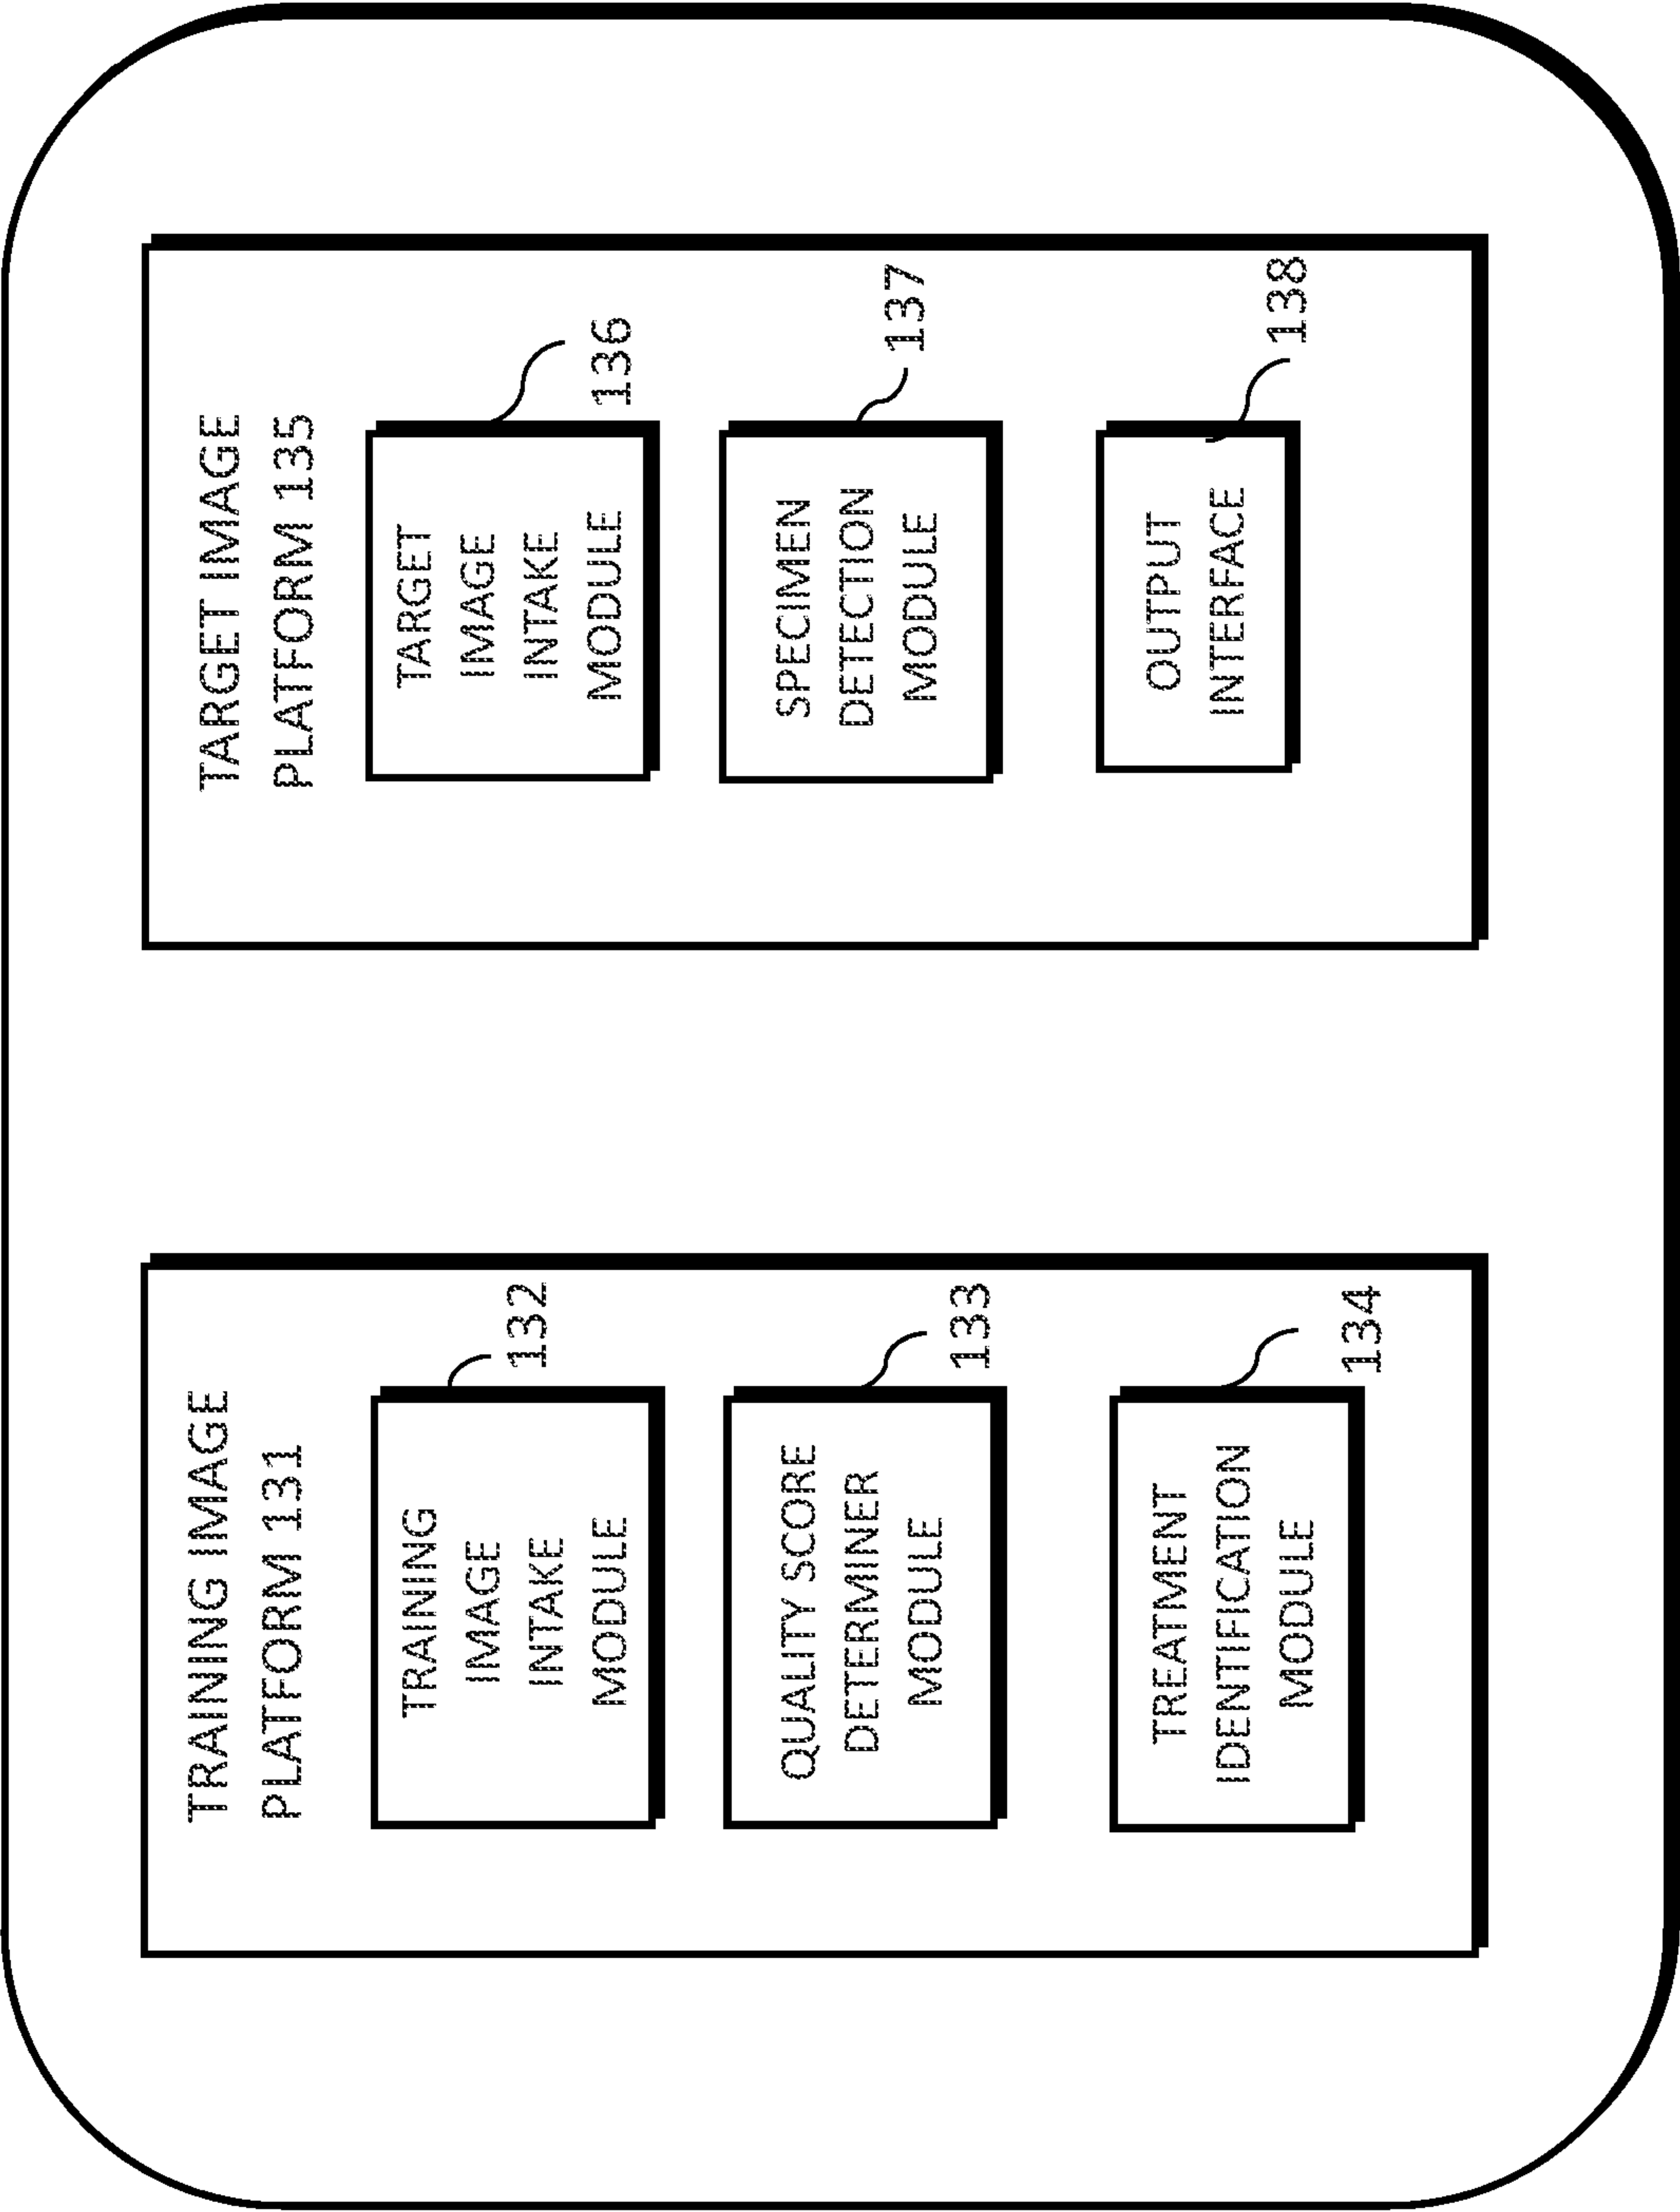 TRAINING IMAGE
PLATFORM 131
TRAINING
IMAGE
INTAKE
MODULE
132
QUALITY SCORE
DETERMINER
MODULE
133
TREATMENT
IDENTIFICATION
MODULE
134
TARGET IMAGE
PLATFORM 135
TARGET
IMAGE
INTAKE
MODULE
136
SPECIMEN
DETECTION
MODULE
137
OUTPUT
INTERFACE
138